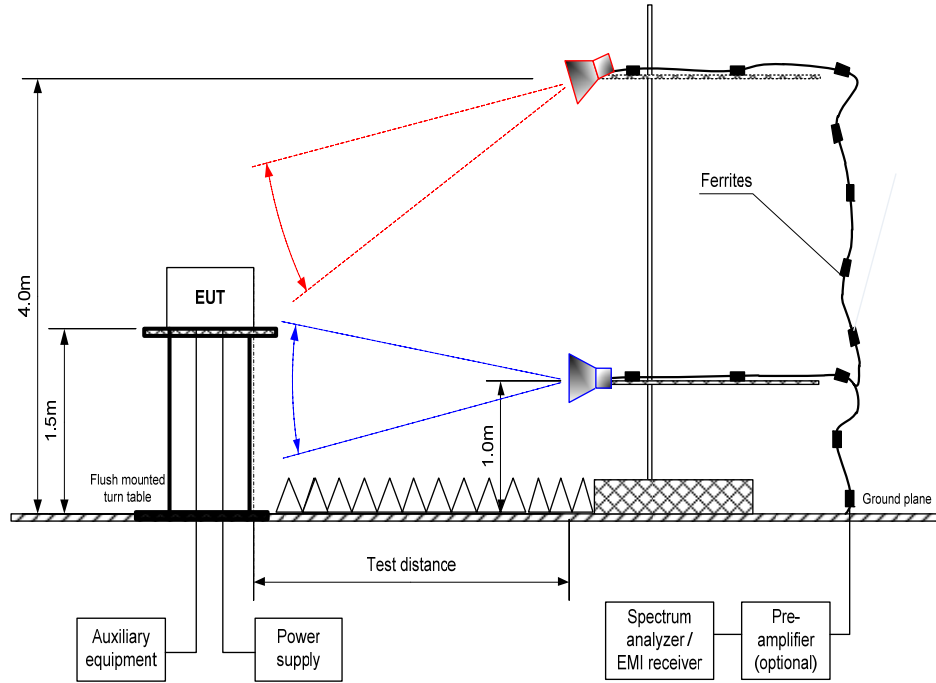 Ferrites
4.0m
EUT
1.5m
1.0m
Flush mounted
turn table
Ground plane
Test distance
Auxiliary
equipment
Power
supply
Spectrum
analyzer /
EMI receiver
Pre-
amplifier
(optional)